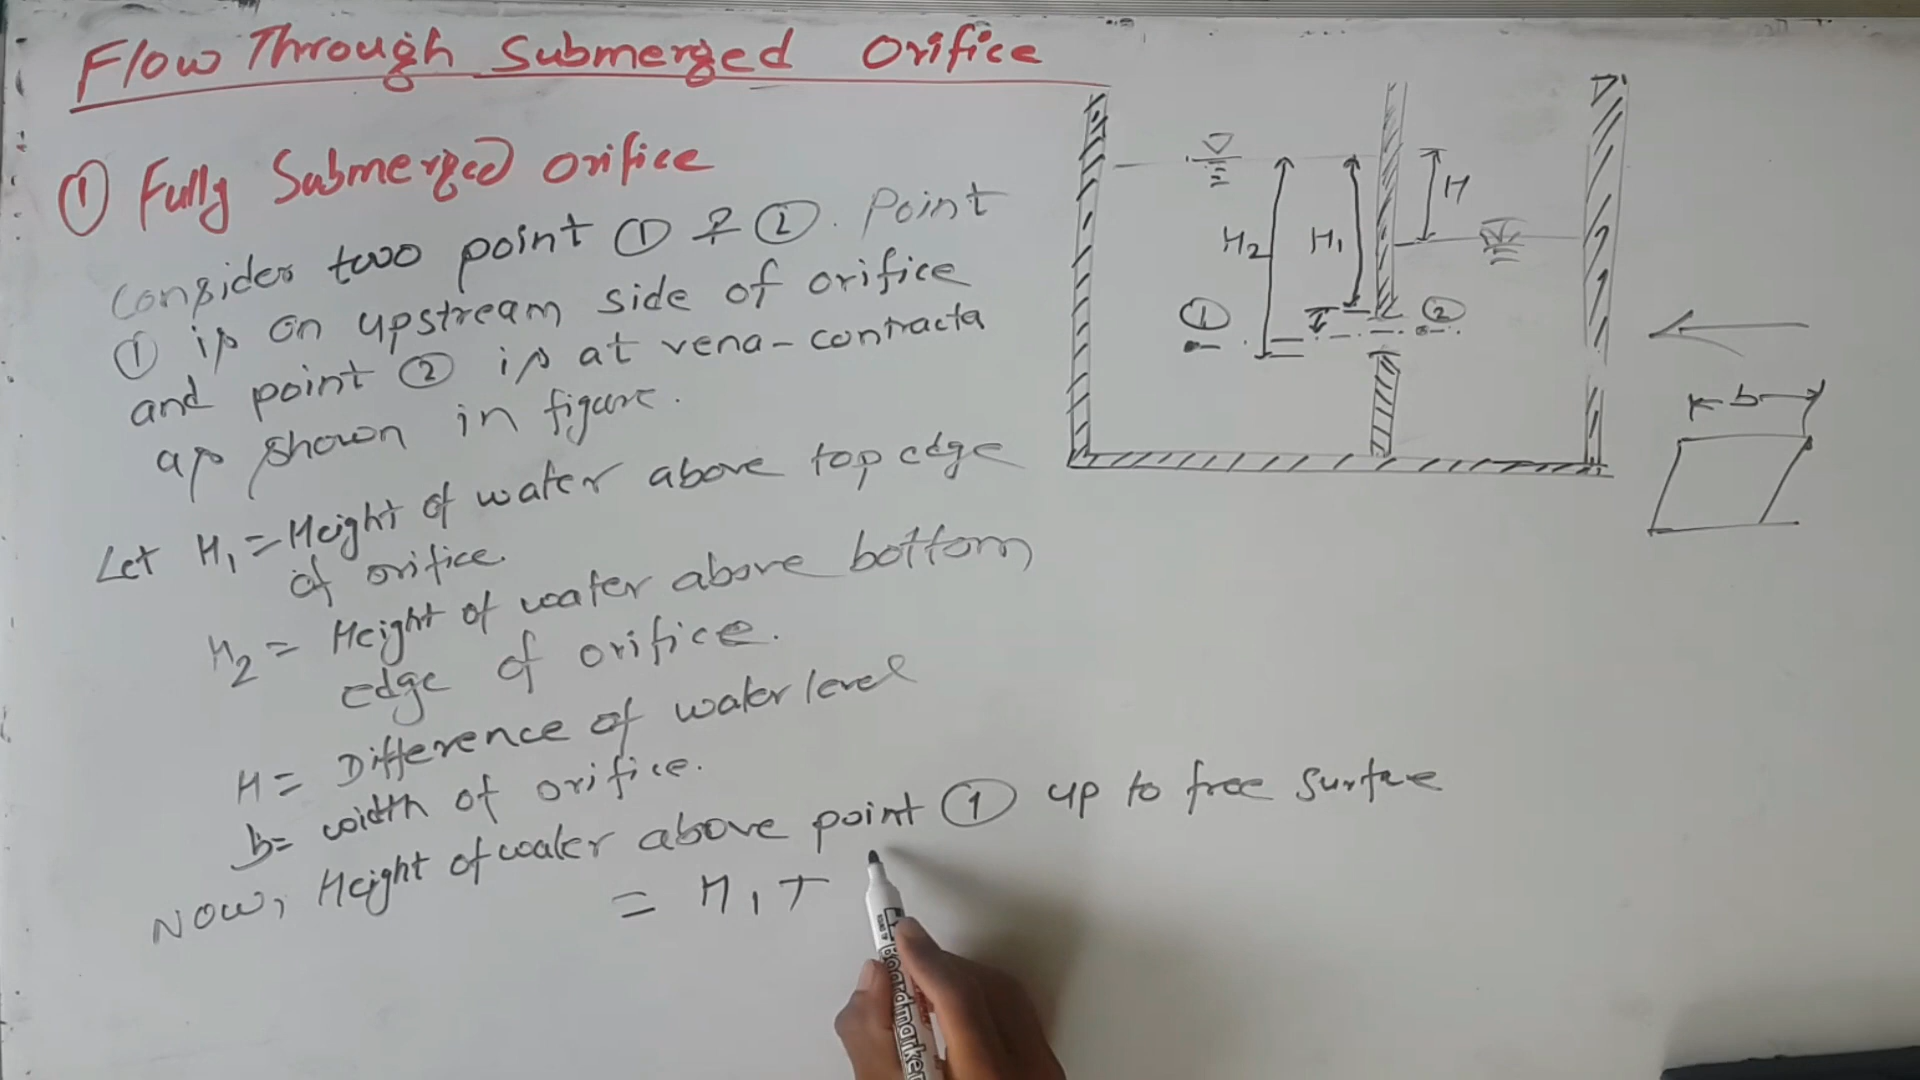 Flow Through Submerged Orifice
① Fully Submerged orifice
Consider two point ① & ②. Point
① is on upstream side of orifice
and point ② is at vena-contracta
as shown in figure.
Let H₁ = Height of water above top edge
of orifice.
H₂ = Height of water above bottom
edge of orifice.
H = Difference of water level
b = width of orifice.
Now, Height of water above point ① up to free surface
= H₁ +
H₂
H₁
H
①
②
b
Boardmarker